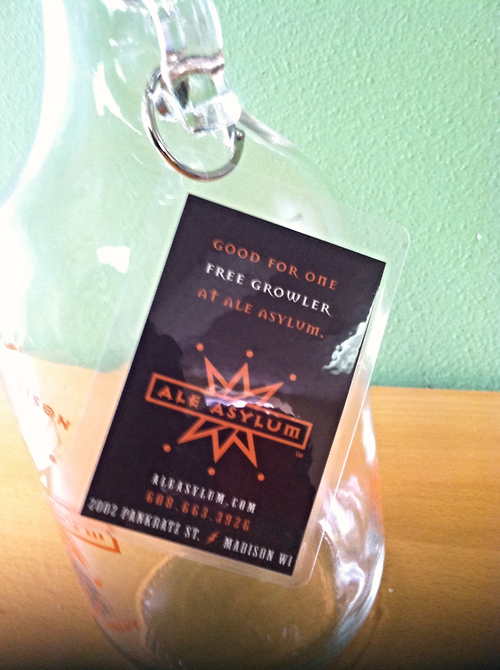 GOOD FOR ONE
FREE GROWLER
AT ALE ASYLUM.
ALE ASYLUM
TM
ALEASYLUM.COM
608.663.3926
2002 PANKRATZ ST. MADISON WI